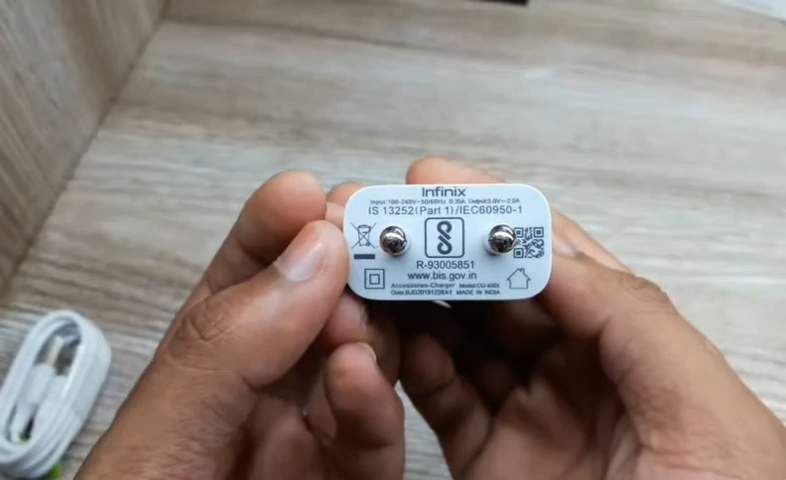 Infinix
Input:100-240V~50/60Hz 0.35A Output:5.0V⎓2.0A
IS 13252(Part 1)/IEC60950-1
R-93005851
www.bis.gov.in
Accessories-Charger Model:CU-
MADE IN INDIA